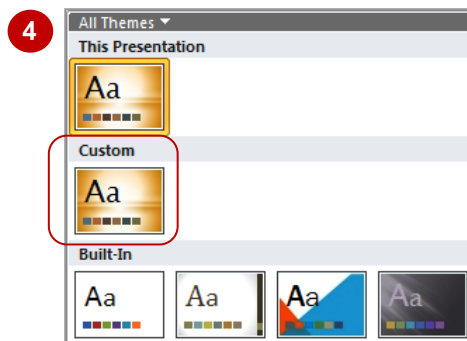 4
All Themes
This Presentation
Aa
Custom
Aa
Built-In
Aa Aa Aa Aa